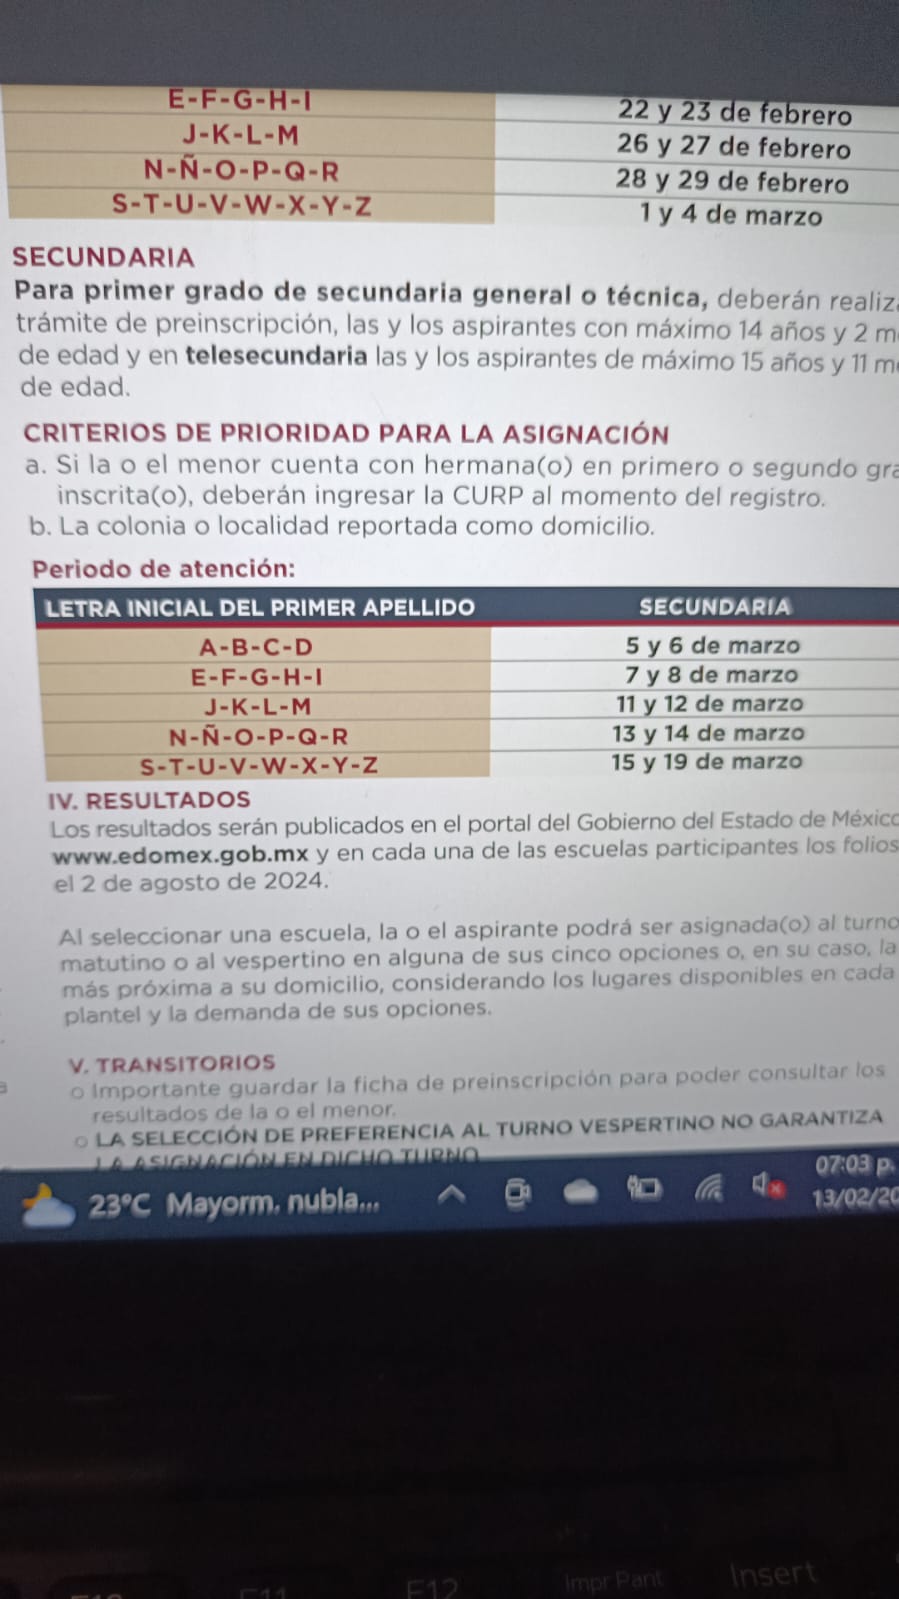 E-F-G-H-I 22 y 23 de febrero
J-K-L-M 26 y 27 de febrero
N-Ñ-O-P-Q-R 28 y 29 de febrero
S-T-U-V-W-X-Y-Z 1 y 4 de marzo
SECUNDARIA
Para primer grado de secundaria general o técnica, deberán realiz
trámite de preinscripción, las y los aspirantes con máximo 14 años y 2 m
de edad y en telesecundaria las y los aspirantes de máximo 15 años y 11 m
de edad.
CRITERIOS DE PRIORIDAD PARA LA ASIGNACIÓN
a. Si la o el menor cuenta con hermana(o) en primero o segundo gra
inscrita(o), deberán ingresar la CURP al momento del registro.
b. La colonia o localidad reportada como domicilio.
Periodo de atención:
LETRA INICIAL DEL PRIMER APELLIDO SECUNDARIA
A-B-C-D 5 y 6 de marzo
E-F-G-H-I 7 y 8 de marzo
J-K-L-M 11 y 12 de marzo
N-Ñ-O-P-Q-R 13 y 14 de marzo
S-T-U-V-W-X-Y-Z 15 y 19 de marzo
IV. RESULTADOS
Los resultados serán publicados en el portal del Gobierno del Estado de México
www.edomex.gob.mx y en cada una de las escuelas participantes los folios
el 2 de agosto de 2024.
Al seleccionar una escuela, la o el aspirante podrá ser asignada(o) al turno
matutino o al vespertino en alguna de sus cinco opciones o, en su caso, la
más próxima a su domicilio, considerando los lugares disponibles en cada
plantel y la demanda de sus opciones.
V. TRANSITORIOS
o Importante guardar la ficha de preinscripción para poder consultar los
resultados de la o el menor.
o LA SELECCIÓN DE PREFERENCIA AL TURNO VESPERTINO NO GARANTIZA
LA ASIGNACIÓN EN DICHO TURNO
23°C Mayorm. nubla... 07:03 p.
13/02/20
F11 F12 Impr Pant Insert